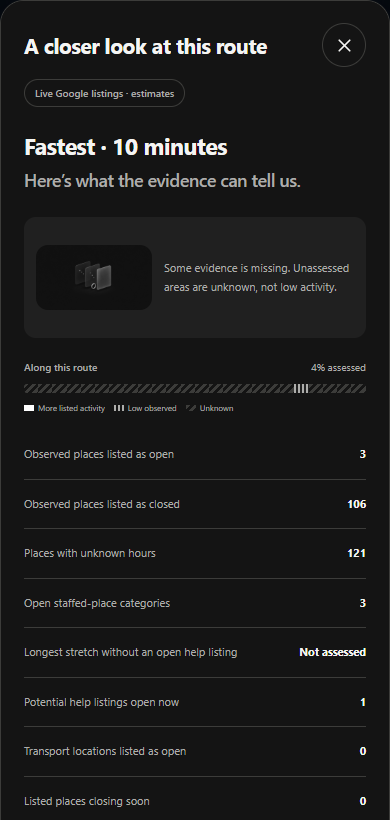 A closer look at this route
Live Google listings · estimates
Fastest · 10 minutes
Here's what the evidence can tell us.
Some evidence is missing. Unassessed
areas are unknown, not low activity.
Along this route 4% assessed
More listed activity Low observed Unknown
Observed places listed as open 3
Observed places listed as closed 106
Places with unknown hours 121
Open staffed-place categories 3
Longest stretch without an open help listing Not assessed
Potential help listings open now 1
Transport locations listed as open 0
Listed places closing soon 0